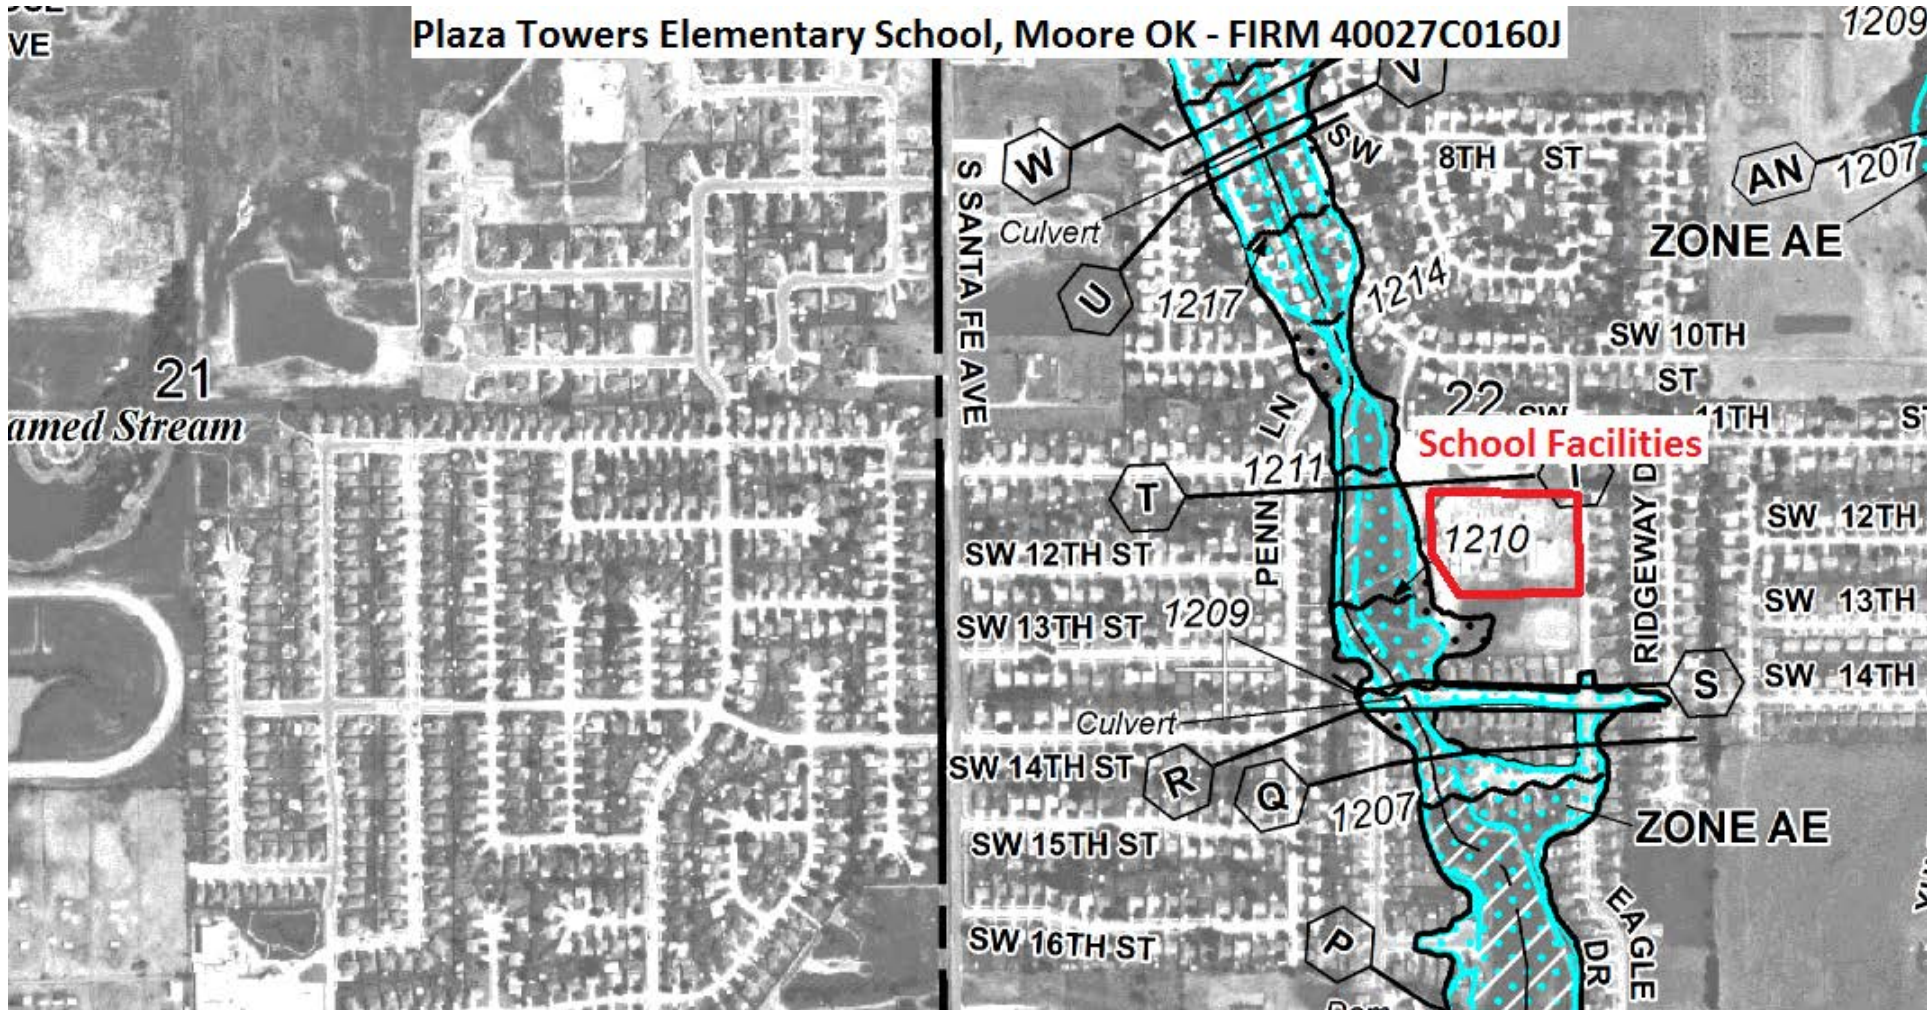 Plaza Towers Elementary School, Moore OK - FIRM 40027C0160J
VE
1209
V
W
SW 8TH ST
AN
1207
Culvert
ZONE AE
S SANTA FE AVE
U
1217
1214
SW 10TH
ST
21
22
SW 11TH
amed Stream
School Facilities
PENN LN
1211
T
RIDGEWAY D
1210
SW 12TH ST
SW 12TH
1209
SW 13TH ST
SW 13TH
S
SW 14TH
Culvert
SW 14TH ST
R
Q
1207
ZONE AE
SW 15TH ST
EAGLE DR
P
SW 16TH ST